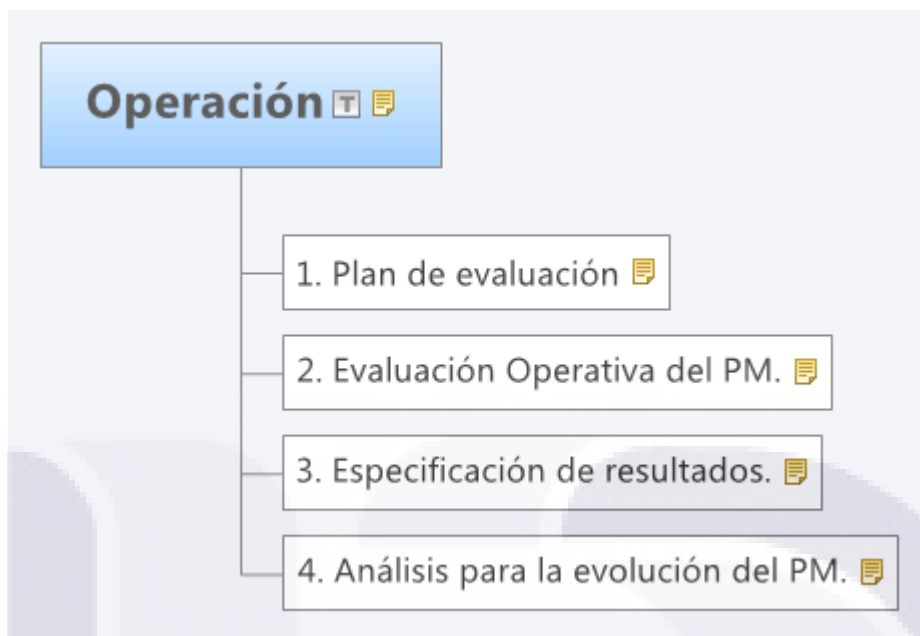 Operación
1. Plan de evaluación
2. Evaluación Operativa del PM.
3. Especificación de resultados.
4. Análisis para la evolución del PM.